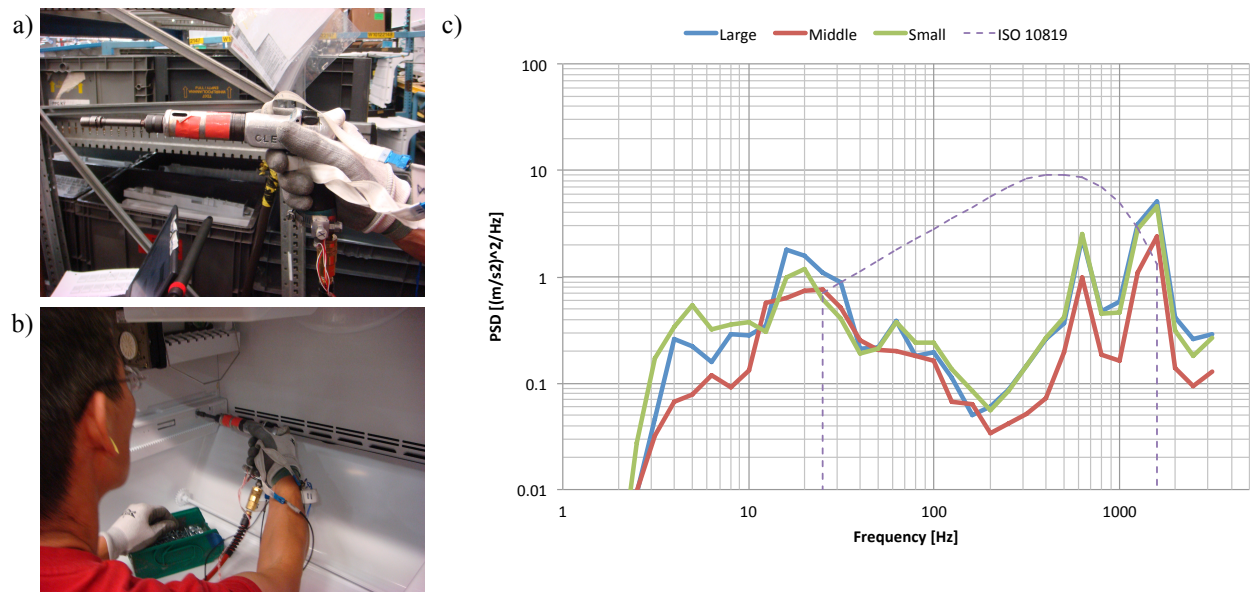 a)
CLE
b)
c)
Large Middle Small ISO 10819
PSD [(m/s2)^2/Hz]
100
10
1
0.1
0.01
1 10 100 1000
Frequency [Hz]